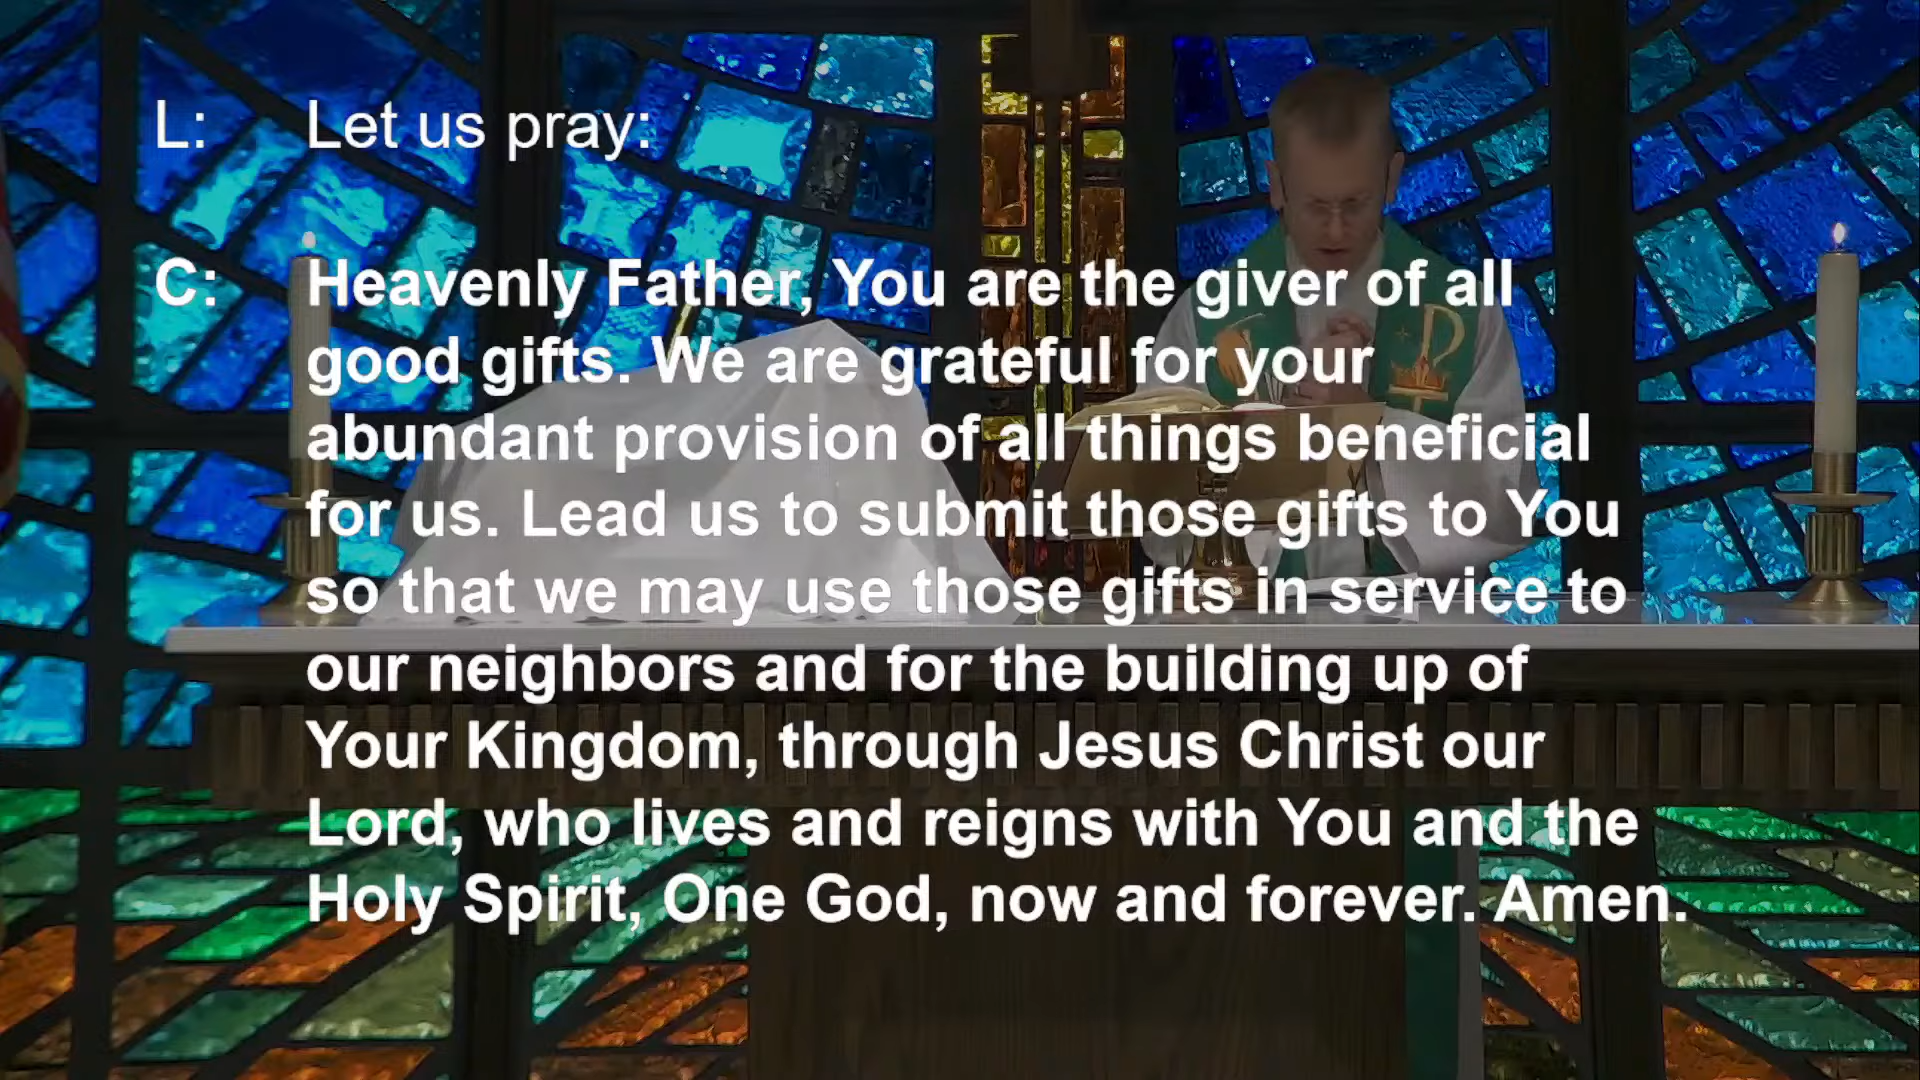 L: Let us pray:
C: Heavenly Father, You are the giver of all
good gifts. We are grateful for your
abundant provision of all things beneficial
for us. Lead us to submit those gifts to You
so that we may use those gifts in service to
our neighbors and for the building up of
Your Kingdom, through Jesus Christ our
Lord, who lives and reigns with You and the
Holy Spirit, One God, now and forever. Amen.